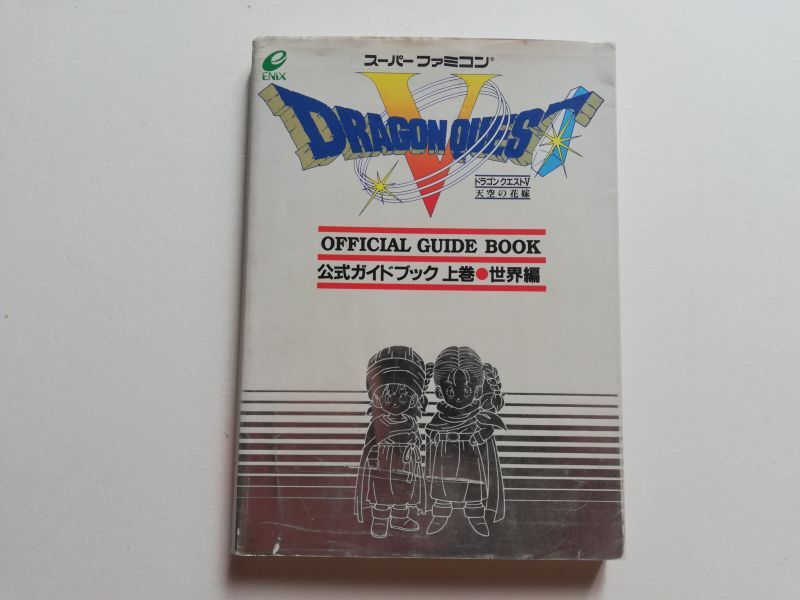 ENIX
スーパーファミコン®
V
DRAGON QUEST
ドラゴンクエストV
天空の花嫁
OFFICIAL GUIDE BOOK
公式ガイドブック 上巻●世界編